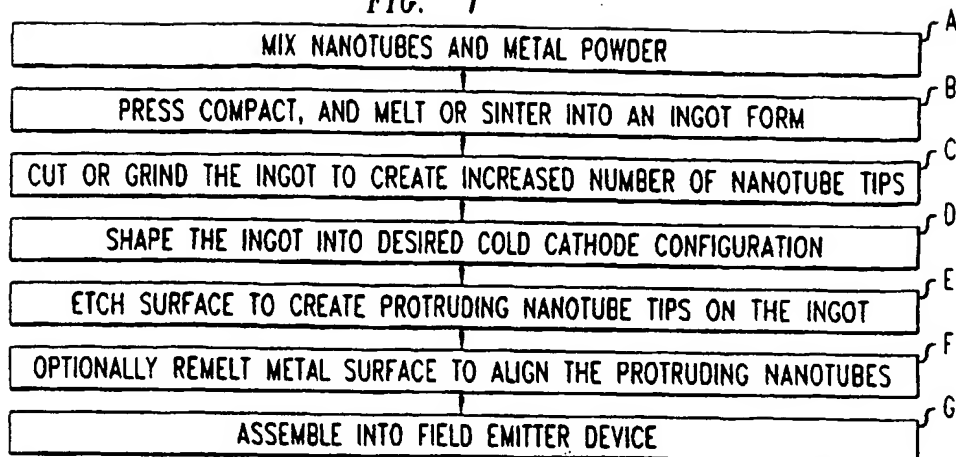 FIG. 1
A
MIX NANOTUBES AND METAL POWDER
B
PRESS COMPACT, AND MELT OR SINTER INTO AN INGOT FORM
C
CUT OR GRIND THE INGOT TO CREATE INCREASED NUMBER OF NANOTUBE TIPS
D
SHAPE THE INGOT INTO DESIRED COLD CATHODE CONFIGURATION
E
ETCH SURFACE TO CREATE PROTRUDING NANOTUBE TIPS ON THE INGOT
F
OPTIONALLY REMELT METAL SURFACE TO ALIGN THE PROTRUDING NANOTUBES
G
ASSEMBLE INTO FIELD EMITTER DEVICE